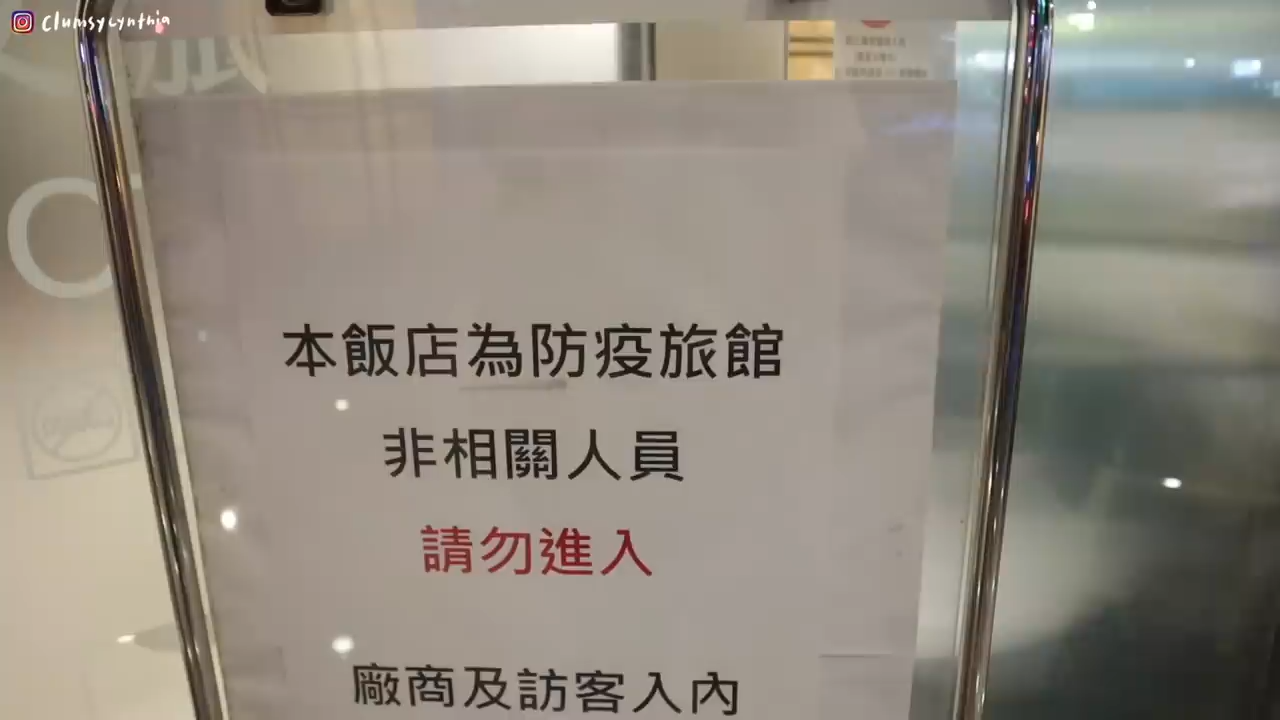 clumsycynthia
本飯店為防疫旅館
非相關人員
請勿進入
廠商及訪客入內